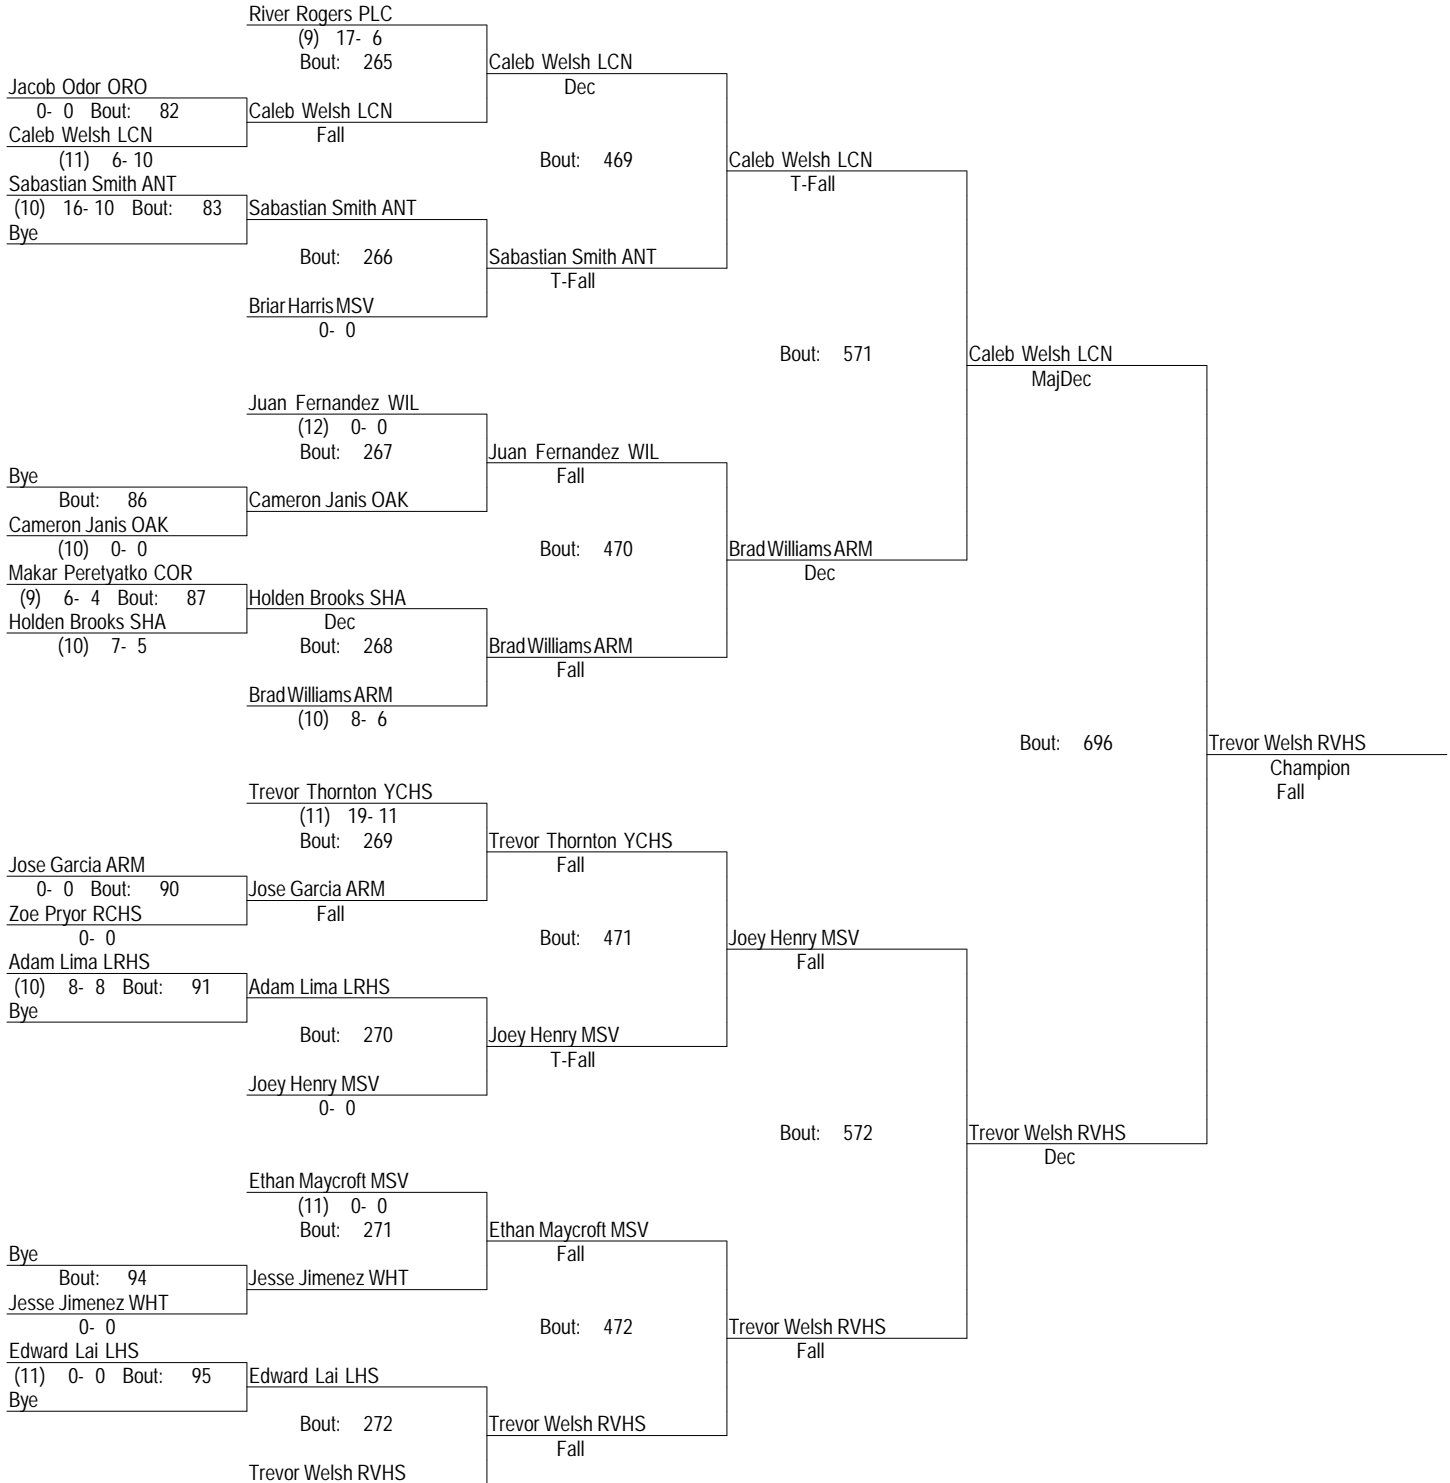 River Rogers PLC
(9) 17- 6
Bout: 265
Caleb Welsh LCN
Dec
Jacob Odor ORO
0- 0 Bout: 82
Caleb Welsh LCN
Fall
Caleb Welsh LCN
(11) 6- 10
Bout: 469
Caleb Welsh LCN
T-Fall
Sabastian Smith ANT
(10) 16- 10 Bout: 83
Sabastian Smith ANT
Bye
Bout: 266
Sabastian Smith ANT
T-Fall
Briar Harris MSV
0- 0
Bout: 571
Caleb Welsh LCN
MajDec
Juan Fernandez WIL
(12) 0- 0
Bout: 267
Juan Fernandez WIL
Fall
Bye
Bout: 86
Cameron Janis OAK
Cameron Janis OAK
(10) 0- 0
Bout: 470
Brad Williams ARM
Dec
Makar Peretyatko COR
(9) 6- 4 Bout: 87
Holden Brooks SHA
Dec
Holden Brooks SHA
(10) 7- 5
Bout: 268
Brad Williams ARM
Fall
Brad Williams ARM
(10) 8- 6
Bout: 696
Trevor Welsh RVHS
Champion
Fall
Trevor Thornton YCHS
(11) 19- 11
Bout: 269
Trevor Thornton YCHS
Fall
Jose Garcia ARM
0- 0 Bout: 90
Jose Garcia ARM
Fall
Zoe Pryor RCHS
0- 0
Bout: 471
Joey Henry MSV
Fall
Adam Lima LRHS
(10) 8- 8 Bout: 91
Adam Lima LRHS
Bye
Bout: 270
Joey Henry MSV
T-Fall
Joey Henry MSV
0- 0
Bout: 572
Trevor Welsh RVHS
Dec
Ethan Maycroft MSV
(11) 0- 0
Bout: 271
Ethan Maycroft MSV
Fall
Bye
Bout: 94
Jesse Jimenez WHT
Jesse Jimenez WHT
0- 0
Bout: 472
Trevor Welsh RVHS
Fall
Edward Lai LHS
(11) 0- 0 Bout: 95
Edward Lai LHS
Bye
Bout: 272
Trevor Welsh RVHS
Fall
Trevor Welsh RVHS